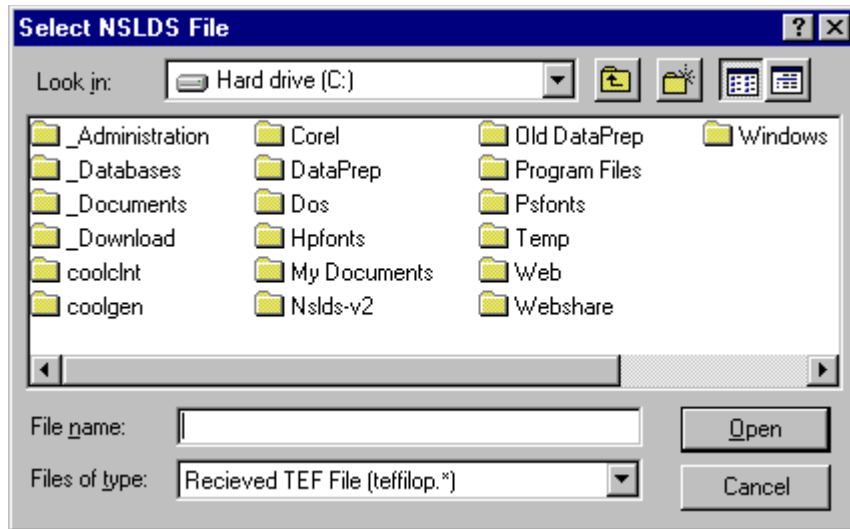 Select NSLDS File
Look in: Hard drive (C:)
_Administration Corel Old DataPrep Windows
_Databases DataPrep Program Files
_Documents Dos Psfonts
_Download Hpfonts Temp
coolclnt My Documents Web
coolgen Nslds-v2 Webshare
File name: Open
Files of type: Recieved TEF File (teffilop.*) Cancel